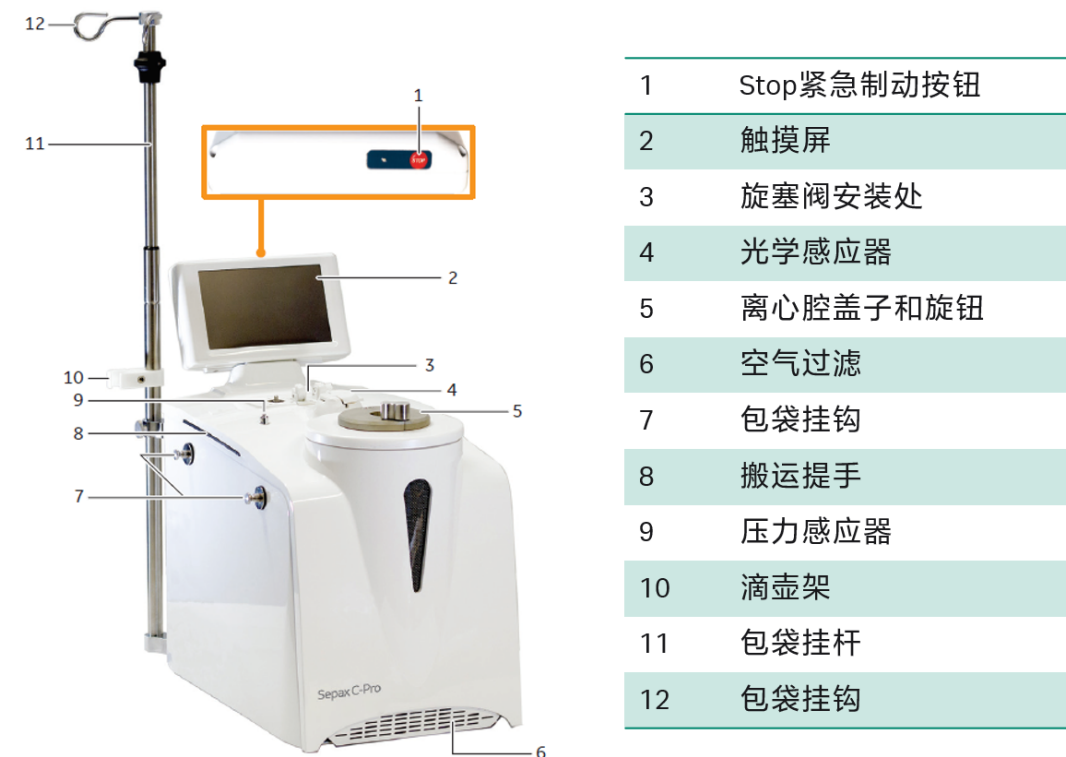 12
1
11
STOP
2
3
10
4
9
5
8
7
Sepax C-Pro
6
1 Stop紧急制动按钮
2 触摸屏
3 旋塞阀安装处
4 光学感应器
5 离心腔盖子和旋钮
6 空气过滤
7 包袋挂钩
8 搬运提手
9 压力感应器
10 滴壶架
11 包袋挂杆
12 包袋挂钩